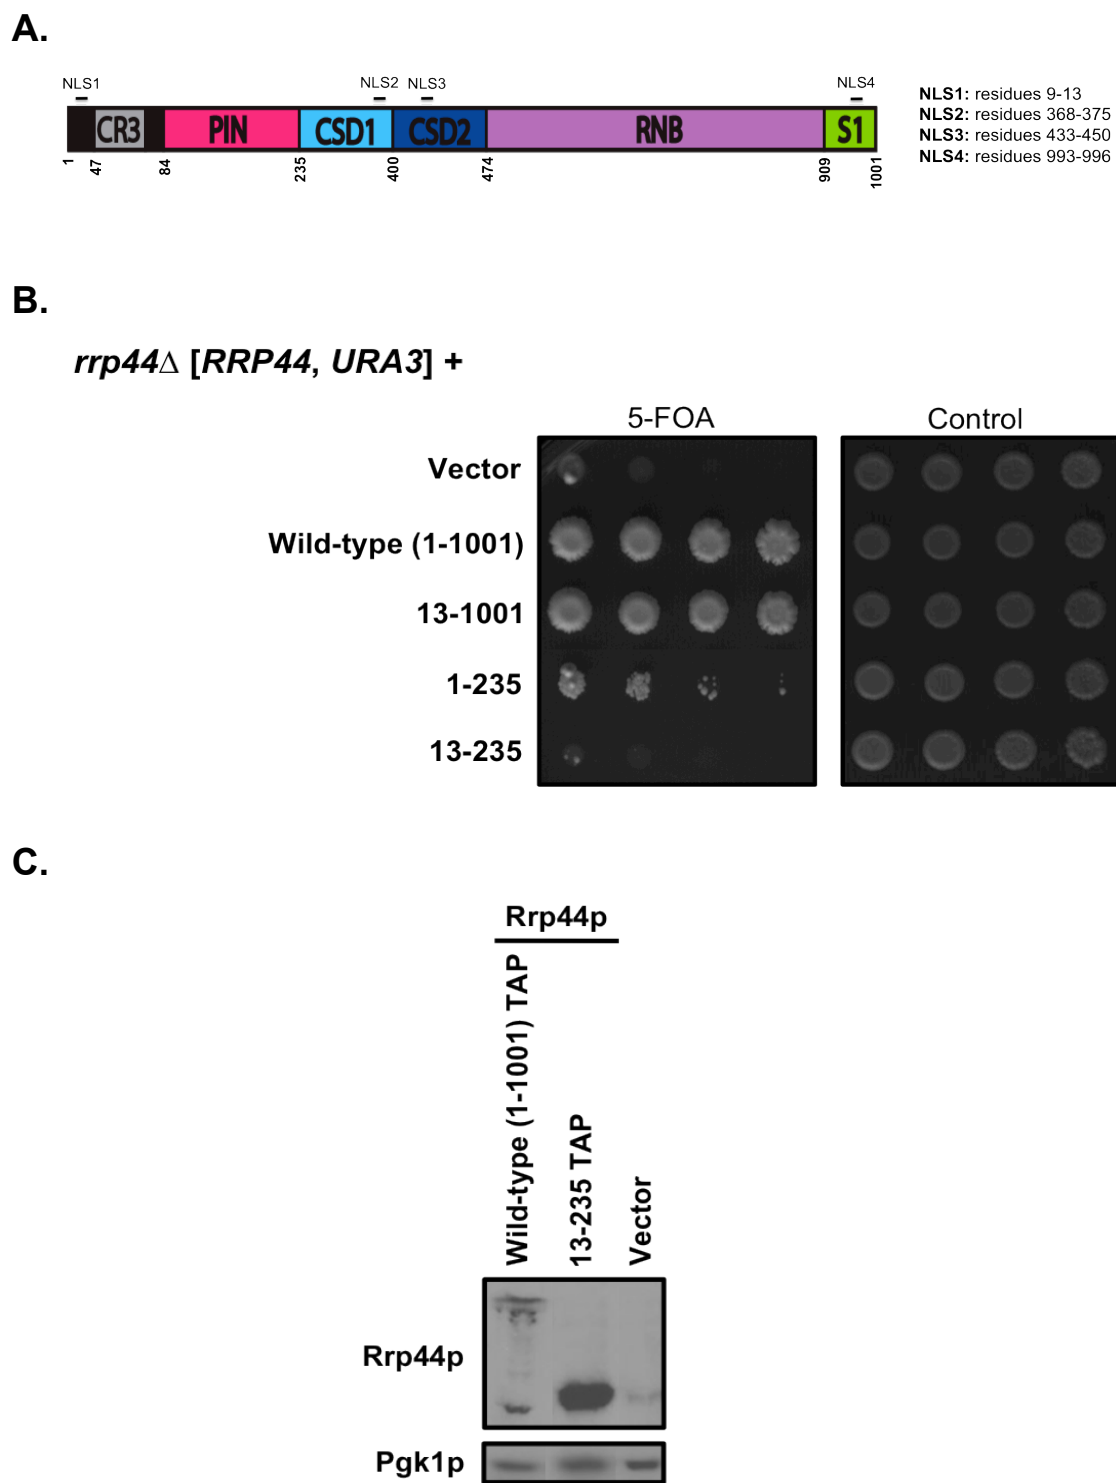 A.
NLS1 NLS2 NLS3 NLS4
CR3 PIN CSD1 CSD2 RNB S1
1 47 84 235 400 474 909 1001
NLS1: residues 9-13
NLS2: residues 368-375
NLS3: residues 433-450
NLS4: residues 993-996
B.
rrp44Δ [RRP44, URA3] +
5-FOA Control
Vector
Wild-type (1-1001)
13-1001
1-235
13-235
C.
Rrp44p
Wild-type (1-1001) TAP
13-235 TAP
Vector
Rrp44p
Pgk1p